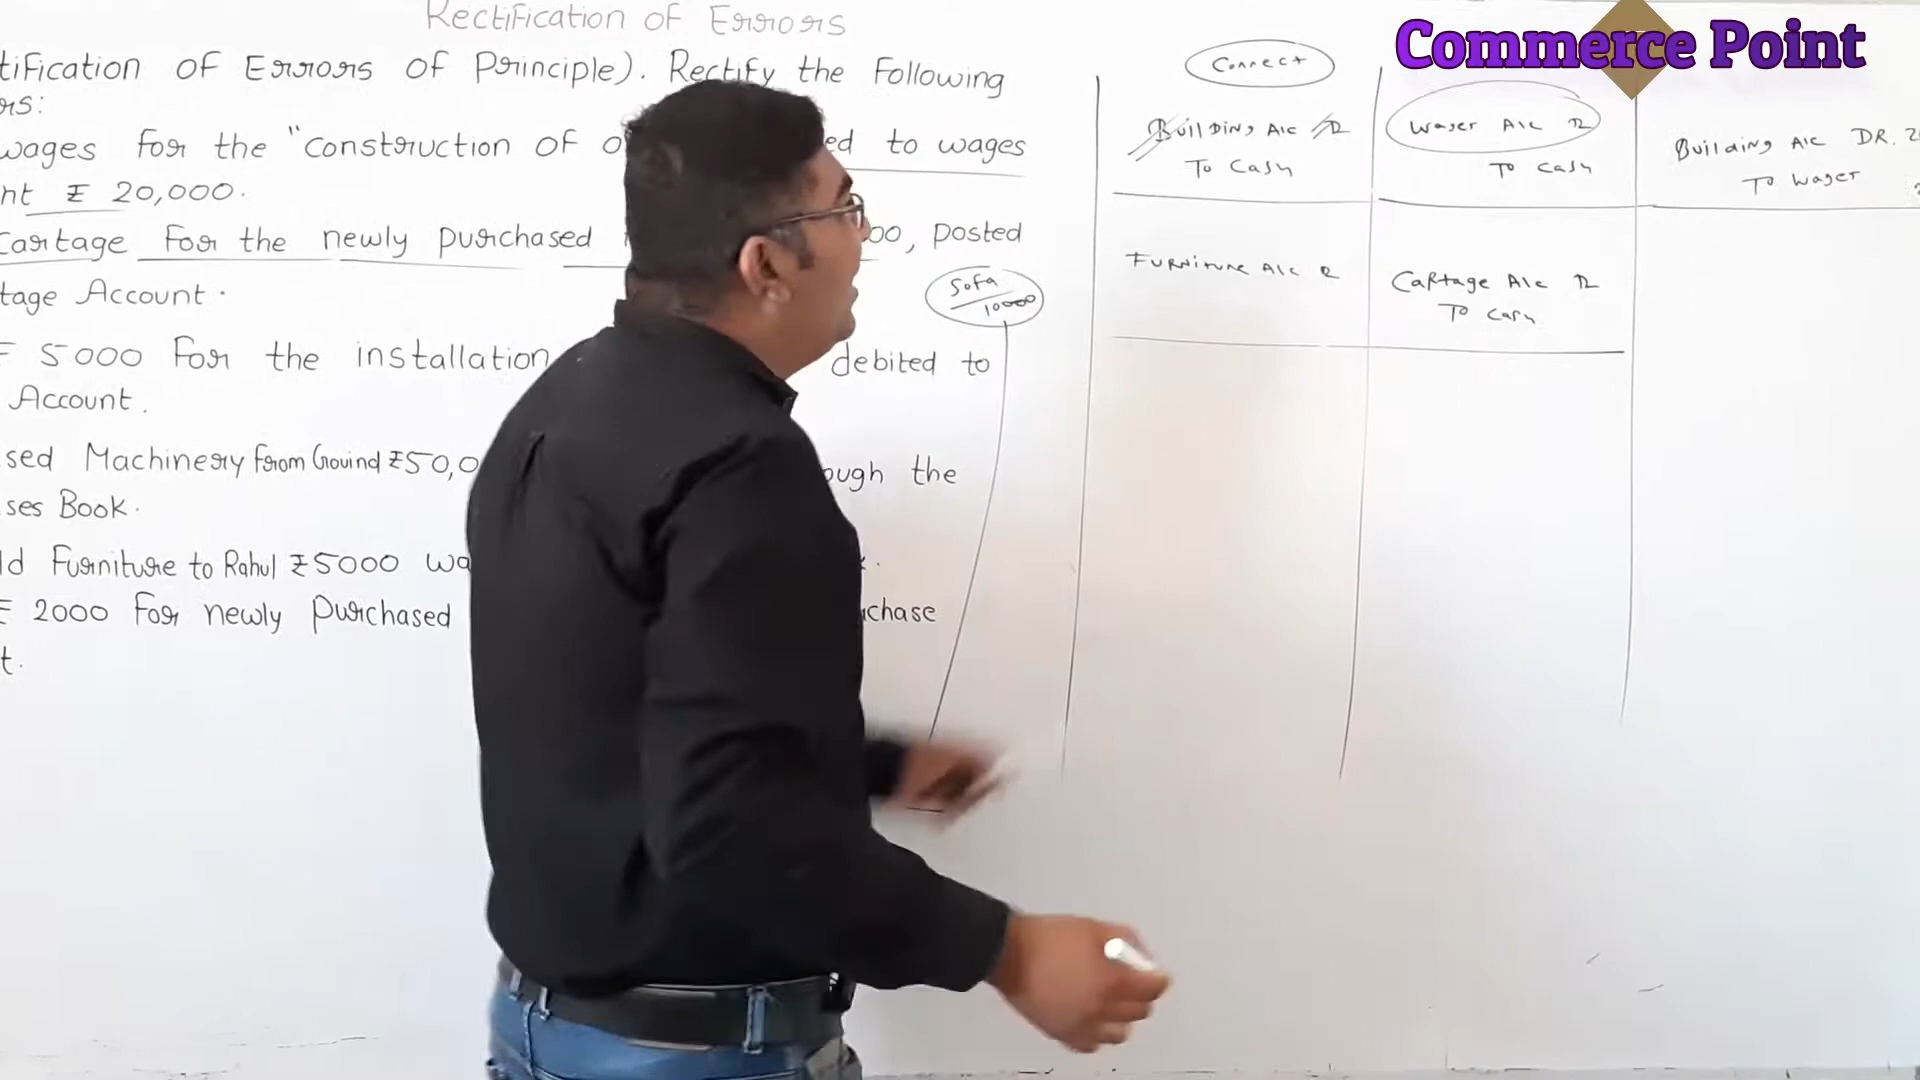 Rectification of Errors
Commerce Point
tification of Errors of Principle). Rectify the Following
rs:
wages for the "construction of o ed to wages
nt ₹ 20,000.
Cartage for the newly purchased 00, posted
tage Account.
₹ 5000 for the installation debited to
Account.
sed Machinery from Govind ₹50,0 ough the
ses Book.
ld Furniture to Rahul ₹5000 wa
₹ 2000 for newly purchased chase
t.
Sofa
10000
Correct
Building A/c Dr
To Cash
Furniture A/c Dr
Wages A/c Dr
To Cash
Cartage A/c Dr
To Cash
Building A/c DR. 2
To Wages